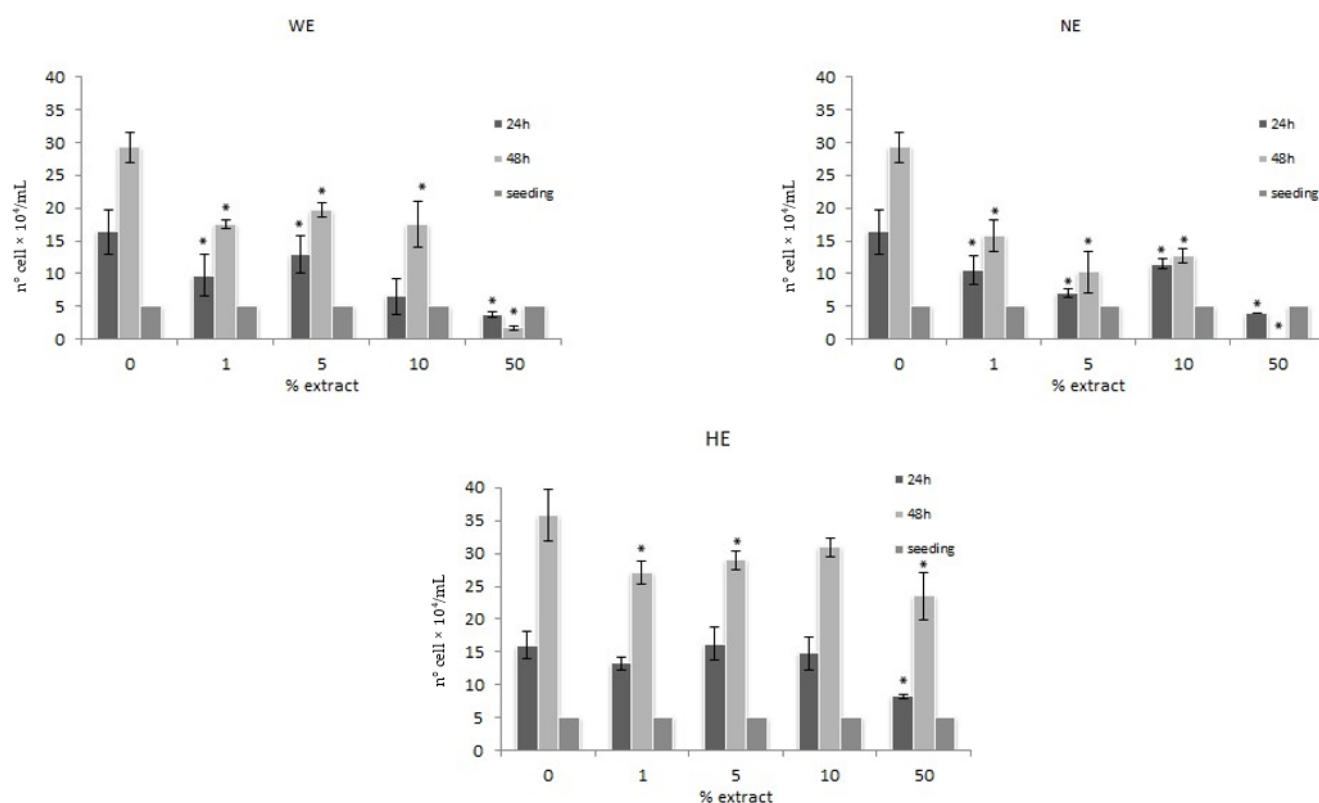 WE
40
35
30
25
20
15
10
5
0
n° cell × 10⁴/mL
24h
48h
seeding
* * * * * * *
0 1 5 10 50
% extract
NE
40
35
30
25
20
15
10
5
0
n° cell × 10⁴/mL
24h
48h
seeding
* * * * * * * *
0 1 5 10 50
% extract
HE
40
35
30
25
20
15
10
5
0
n° cell × 10⁴/mL
24h
48h
seeding
* * * *
0 1 5 10 50
% extract